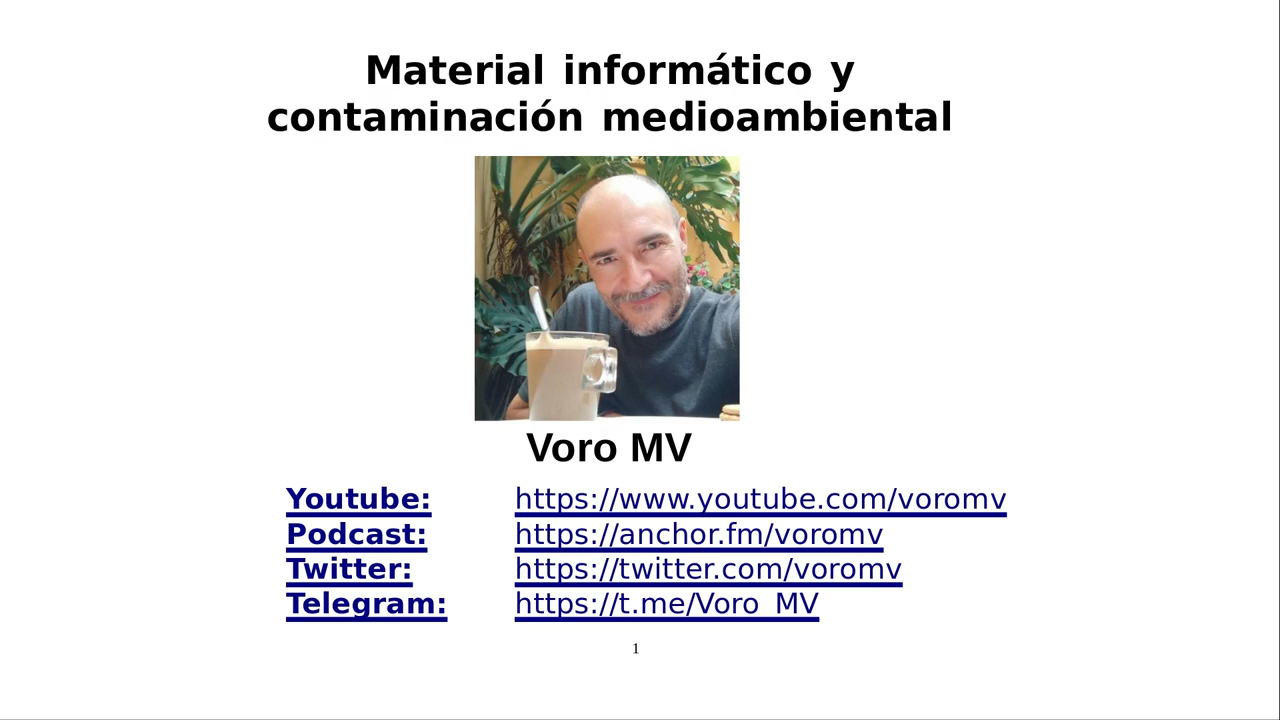 Material informático y
contaminación medioambiental
Voro MV
Youtube: https://www.youtube.com/voromv
Podcast: https://anchor.fm/voromv
Twitter: https://twitter.com/voromv
Telegram: https://t.me/Voro_MV
1